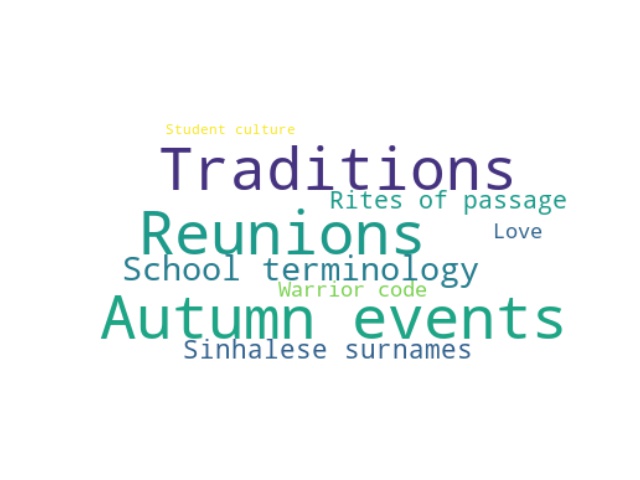 Student culture
Traditions
Rites of passage
Reunions
Love
School terminology
Warrior code
Autumn events
Sinhalese surnames